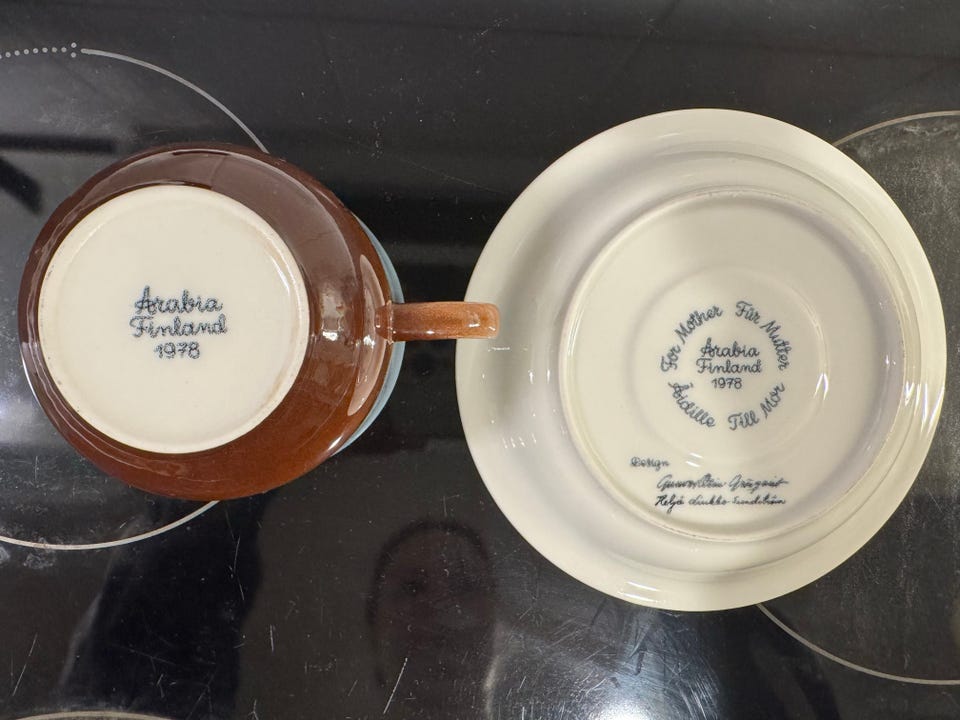 Arabia
Finland
1978
For Mother Für Mutter
Äidille Till Mor
Arabia
Finland
1978
Design
Gunvor Olin Grönqvist
Heljä Liukko Sundström